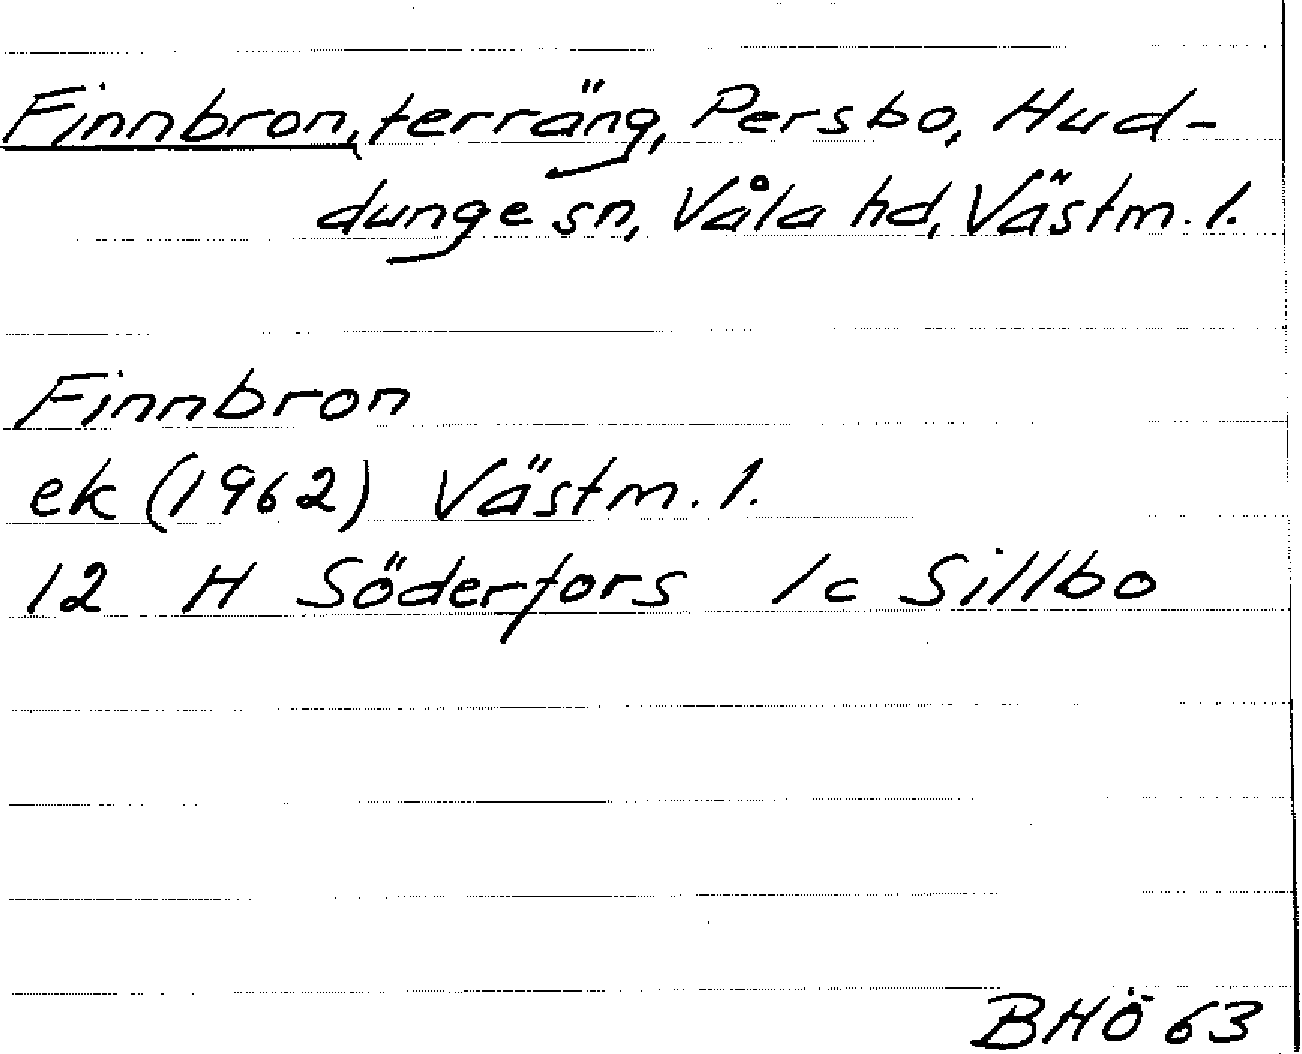 Finnbron, terräng, Persbo, Hud-
dunge sn, Våla hd, Västm. l.
Finnbron
ek (1962) Västm. l.
12 H Söderfors 1c Sillbo
BHÖ 63